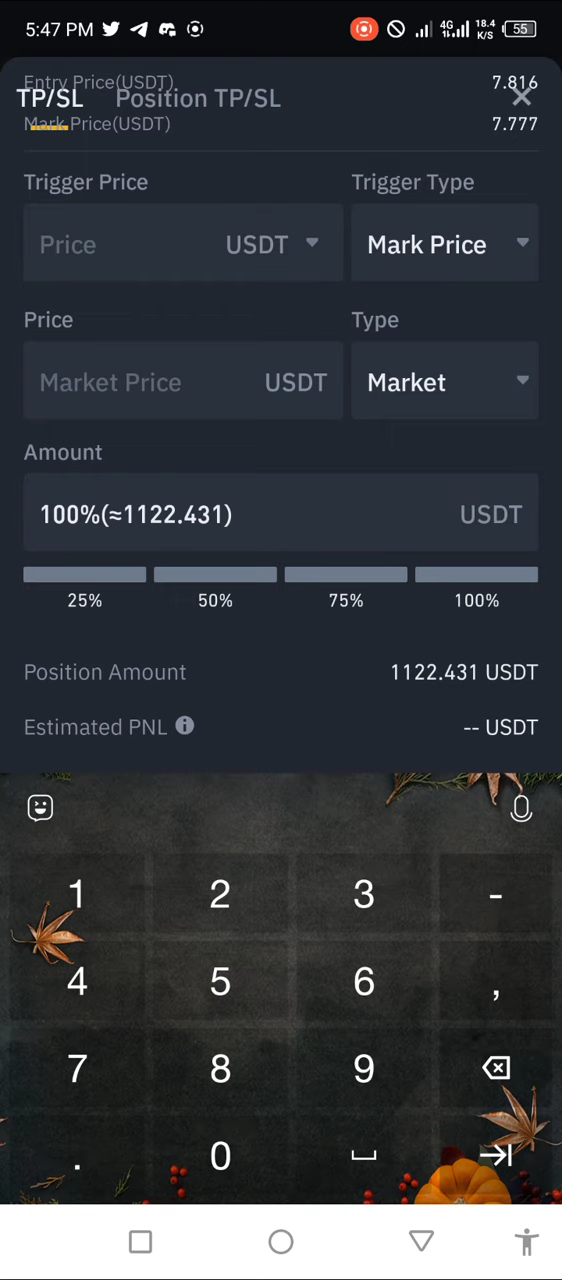 5:47 PM 4G 18.4 K/S 55
Entry Price(USDT) 7.816
TP/SL Position TP/SL
Mark Price(USDT) 7.777
Trigger Price Trigger Type
Price USDT Mark Price
Price Type
Market Price USDT Market
Amount
100%(≈1122.431) USDT
25% 50% 75% 100%
Position Amount 1122.431 USDT
Estimated PNL -- USDT
1 2 3 -
4 5 6 ,
7 8 9
. 0